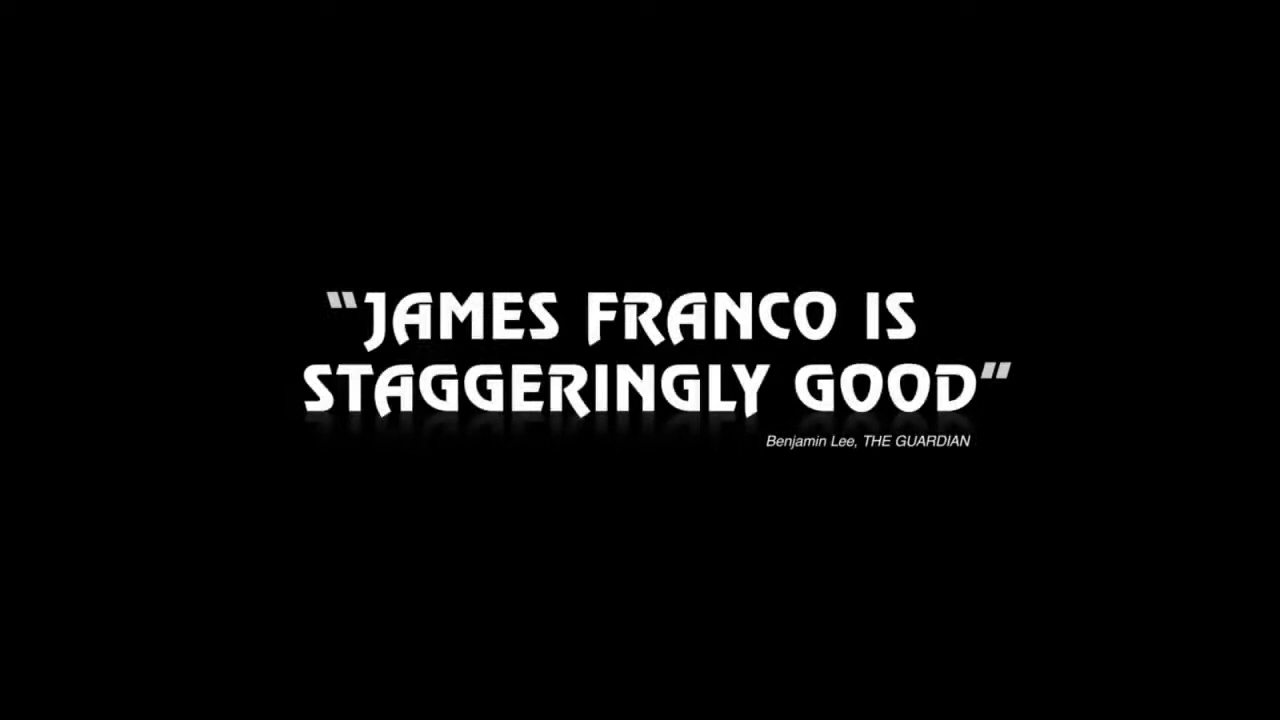 "JAMES FRANCO IS
STAGGERINGLY GOOD"
Benjamin Lee, THE GUARDIAN